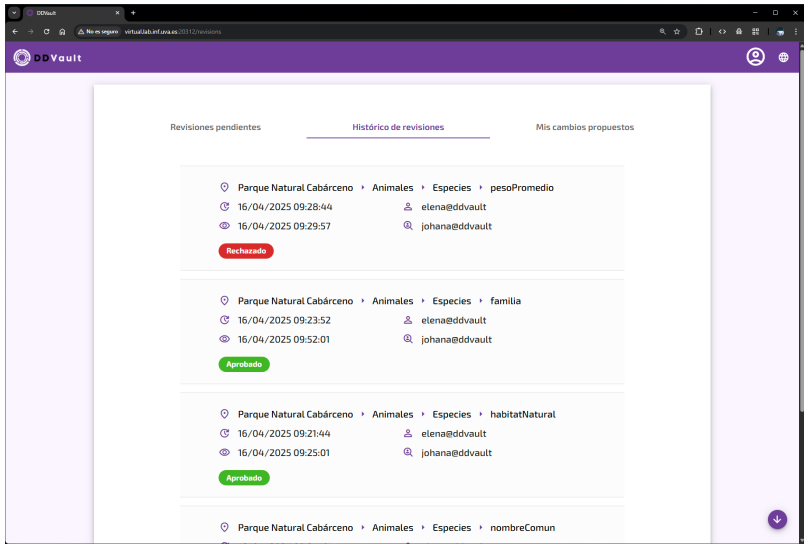 DDVault
No es seguro virtual.lab.inf.uva.es:20312/revisions
DDVault
Revisiones pendientes Histórico de revisiones Mis cambios propuestos
Parque Natural Cabárceno Animales Especies pesoPromedio
16/04/2025 09:28:44 elena@ddvault
16/04/2025 09:29:57 johana@ddvault
Rechazado
Parque Natural Cabárceno Animales Especies familia
16/04/2025 09:23:52 elena@ddvault
16/04/2025 09:52:01 johana@ddvault
Aprobado
Parque Natural Cabárceno Animales Especies habitatNatural
16/04/2025 09:21:44 elena@ddvault
16/04/2025 09:25:01 johana@ddvault
Aprobado
Parque Natural Cabárceno Animales Especies nombreComun